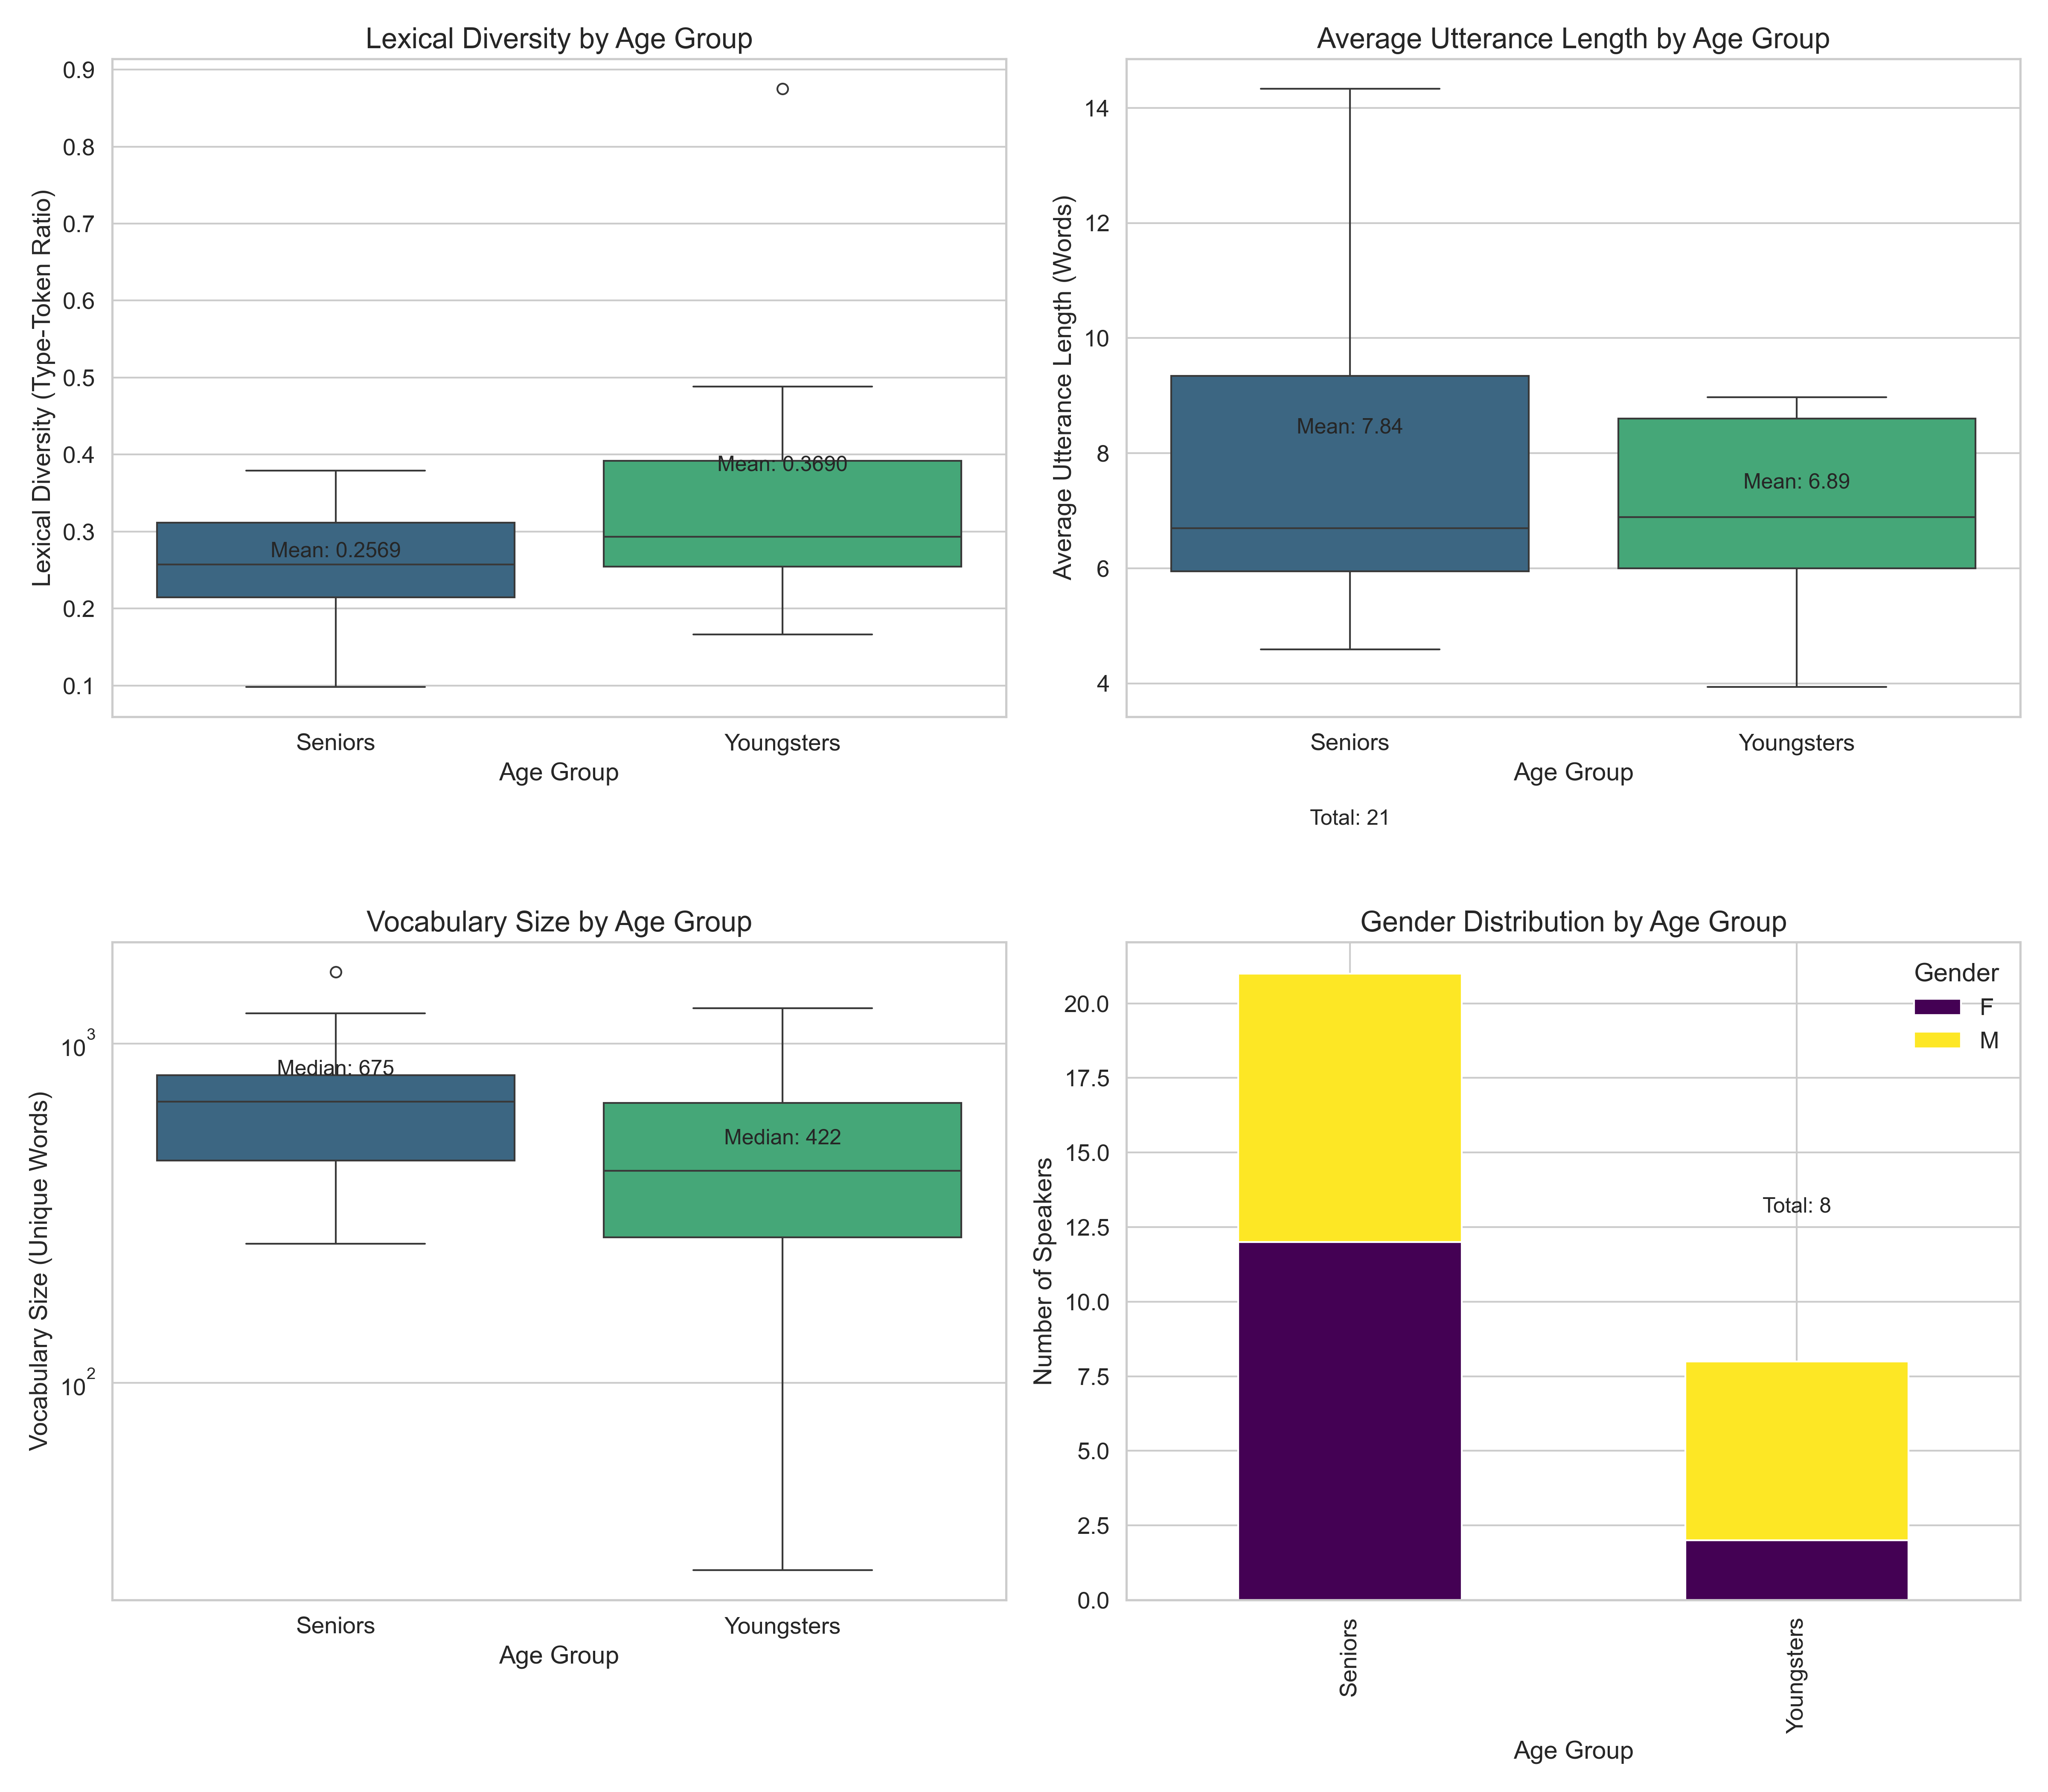 Lexical Diversity by Age Group
Lexical Diversity (Type-Token Ratio)
0.9
0.8
0.7
0.6
0.5
0.4
0.3
0.2
0.1
Mean: 0.2569
Mean: 0.3690
Seniors
Youngsters
Age Group
Average Utterance Length by Age Group
Average Utterance Length (Words)
14
12
10
8
6
4
Mean: 7.84
Mean: 6.89
Seniors
Youngsters
Age Group
Total: 21
Vocabulary Size by Age Group
Vocabulary Size (Unique Words)
10³
10²
Median: 675
Median: 422
Seniors
Youngsters
Age Group
Gender Distribution by Age Group
Number of Speakers
20.0
17.5
15.0
12.5
10.0
7.5
5.0
2.5
0.0
Gender
F
M
Total: 8
Seniors
Youngsters
Age Group